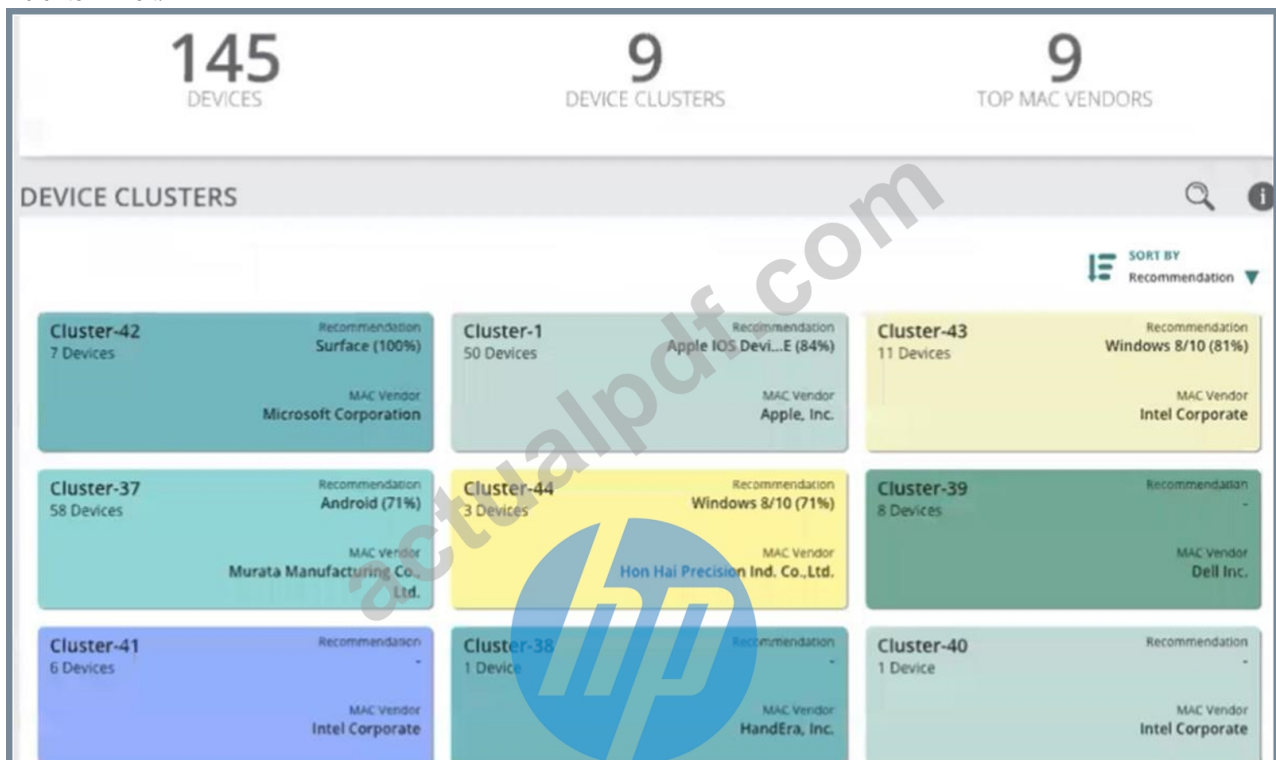 145
DEVICES
9
DEVICE CLUSTERS
9
TOP MAC VENDORS
DEVICE CLUSTERS
SORT BY
Recommendation
Cluster-42
7 Devices
Recommendation
Surface (100%)
MAC Vendor
Microsoft Corporation
Cluster-1
50 Devices
Recommendation
Apple IOS Devi...E (84%)
MAC Vendor
Apple, Inc.
Cluster-43
11 Devices
Recommendation
Windows 8/10 (81%)
MAC Vendor
Intel Corporate
Cluster-37
58 Devices
Recommendation
Android (71%)
MAC Vendor
Murata Manufacturing Co.,
Ltd.
Cluster-44
3 Devices
Recommendation
Windows 8/10 (71%)
MAC Vendor
Hon Hai Precision Ind. Co.,Ltd.
Cluster-39
8 Devices
Recommendation
-
MAC Vendor
Dell Inc.
Cluster-41
6 Devices
Recommendation
-
MAC Vendor
Intel Corporate
Cluster-38
1 Device
Recommendation
-
MAC Vendor
HandEra, Inc.
Cluster-40
1 Device
Recommendation
-
MAC Vendor
Intel Corporate
actualpdf.com
hp